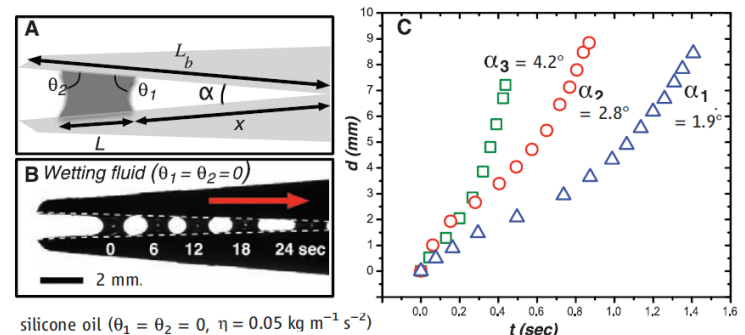 A
L_b
θ₂
θ₁
α
L
x
B Wetting fluid (θ₁ = θ₂ = 0)
0 6 12 18 24 sec
2 mm.
silicone oil (θ₁ = θ₂ = 0, η = 0.05 kg m⁻¹ s⁻²)
C
d (mm)
10
9
8
7
6
5
4
3
2
1
0
α₃ = 4.2°
α₂ = 2.8°
α₁ = 1.9°
0,0 0,2 0,4 0,6 0,8 1,0 1,2 1,4 1,6
t (sec)